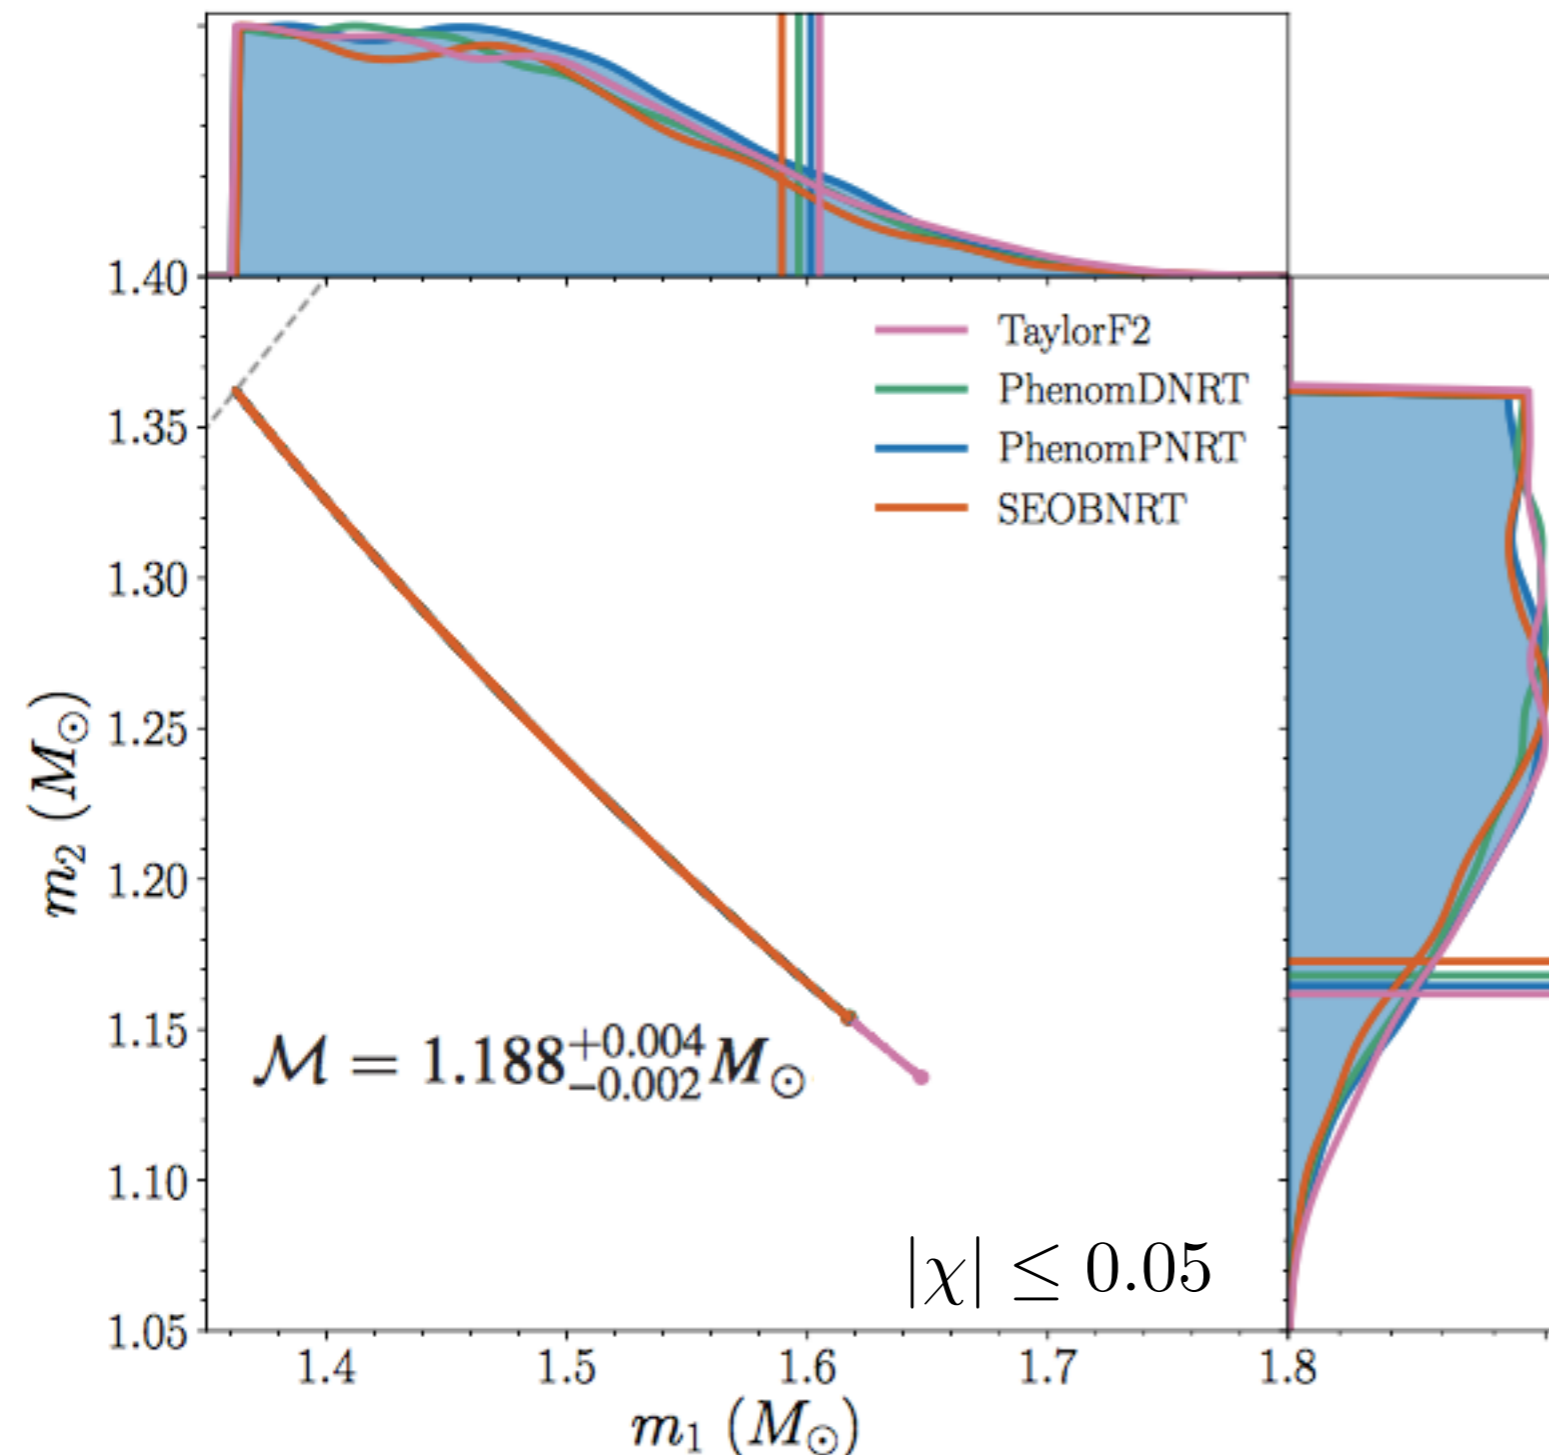 1.40
1.35
1.30
1.25
1.20
1.15
1.10
1.05
m₂ (M⊙)
TaylorF2
PhenomDNRT
PhenomPNRT
SEOBNRT
ℳ = 1.188⁺⁰·⁰⁰⁴₋₀.₀₀₂ M⊙
|χ| ≤ 0.05
1.4 1.5 1.6 1.7 1.8
m₁ (M⊙)